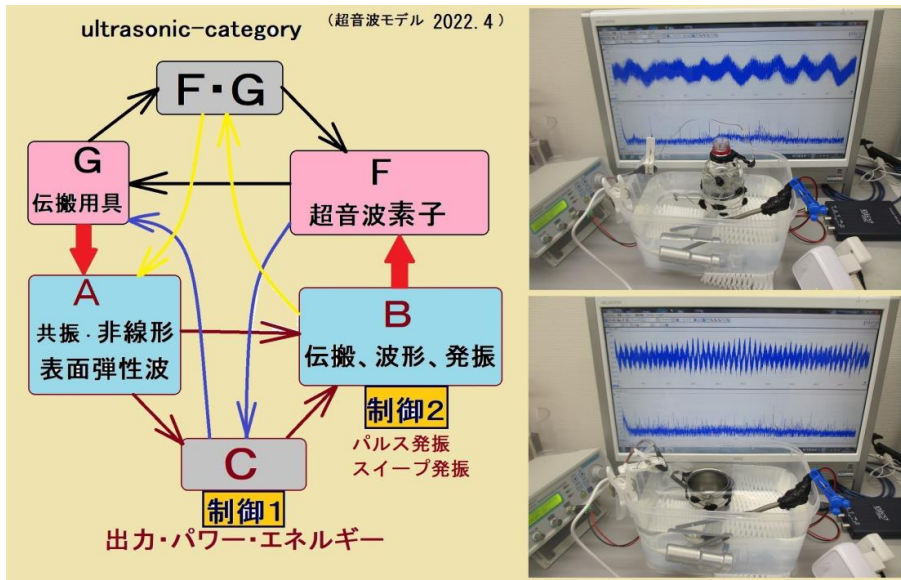 ultrasonic-category
（超音波モデル 2022.4）
F・G
G
伝搬用具
F
超音波素子
A
共振・非線形
表面弾性波
B
伝搬、波形、発振
制御2
パルス発振
スイープ発振
C
制御1
出力・パワー・エネルギー